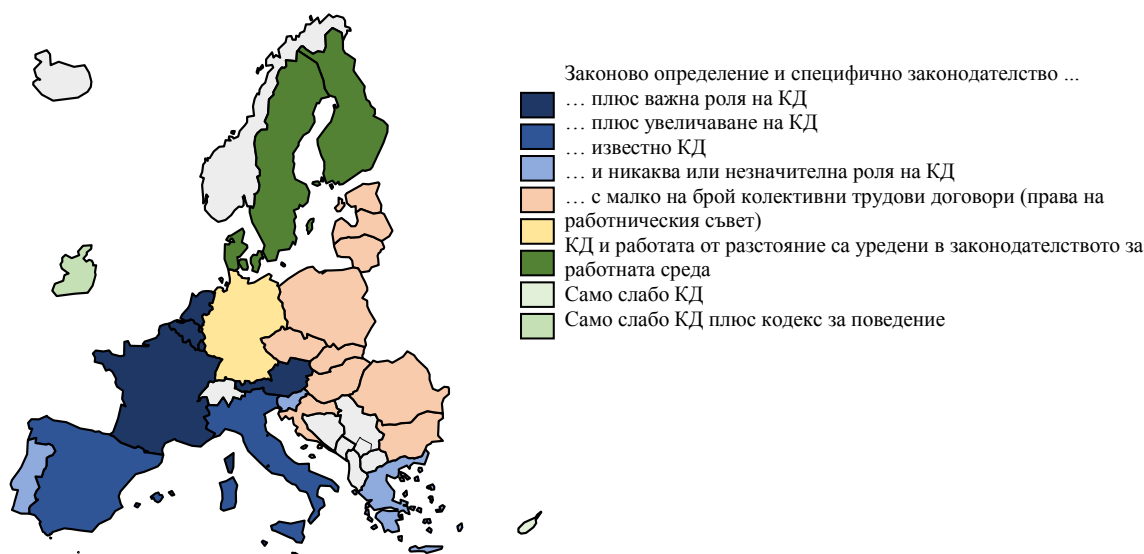 Законово определение и специфично законодателство ...
… плюс важна роля на КД
… плюс увеличаване на КД
… известно КД
… и никаква или незначителна роля на КД
… с малко на брой колективни трудови договори (права на
работническия съвет)
КД и работата от разстояние са уредени в законодателството за
работната среда
Само слабо КД
Само слабо КД плюс кодекс за поведение